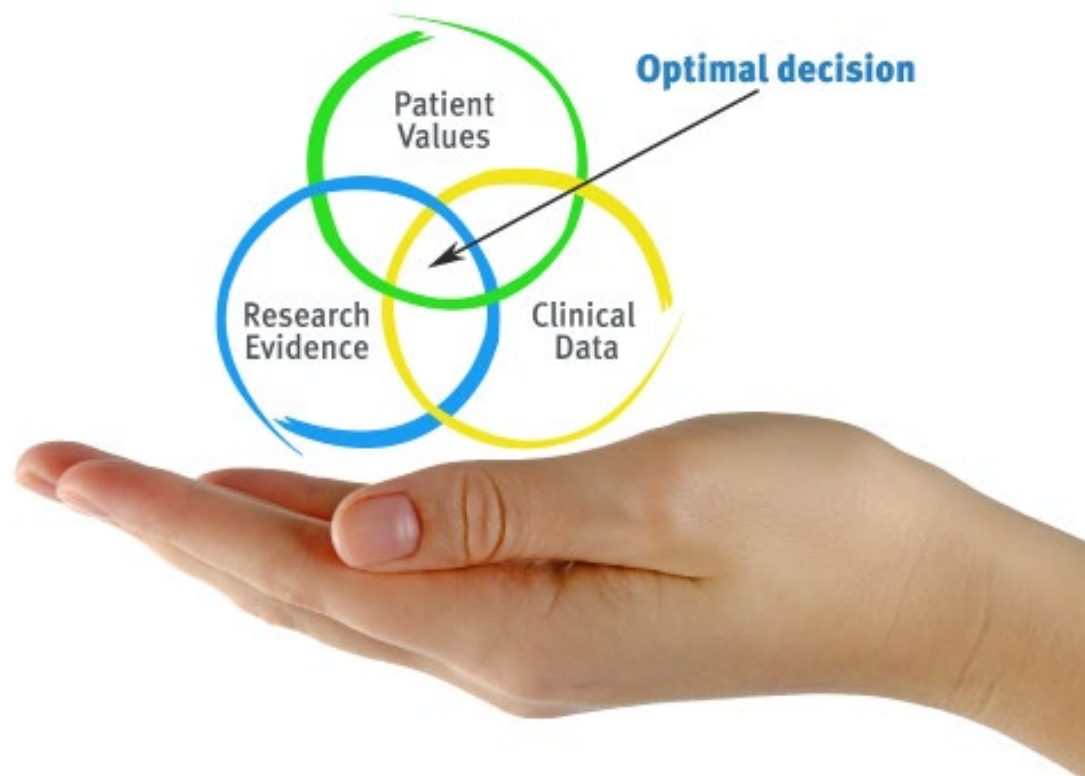 Optimal decision
Patient
Values
Research
Evidence
Clinical
Data